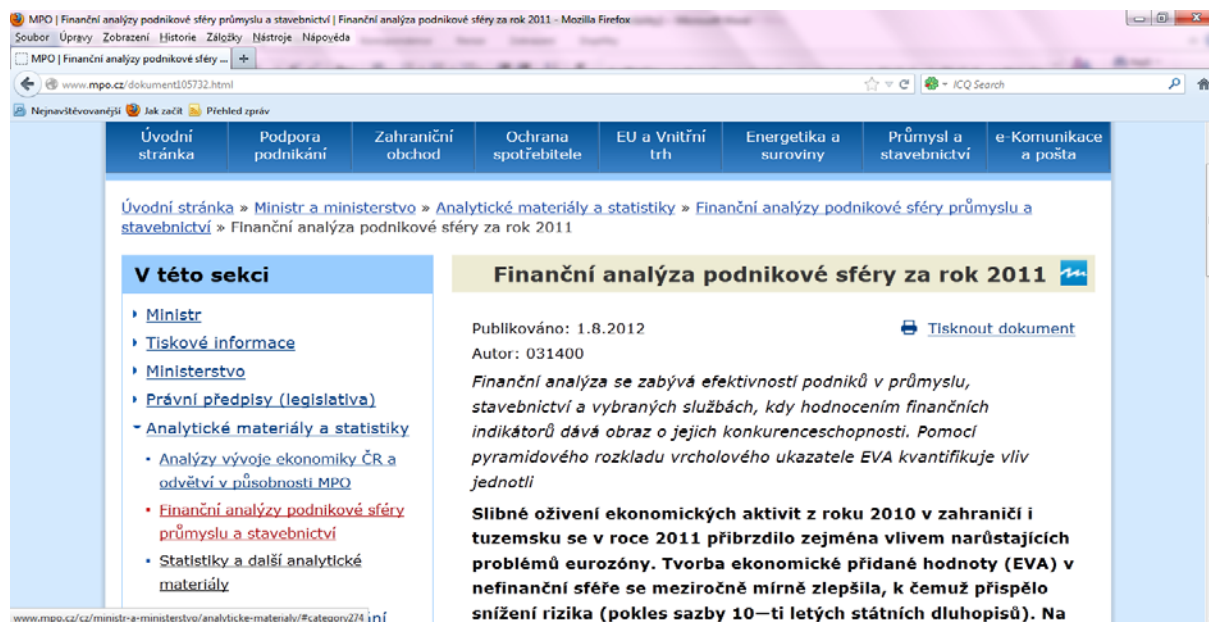 MPO | Finanční analýzy podnikové sféry průmyslu a stavebnictví | Finanční analýza podnikové sféry za rok 2011 - Mozilla Firefox
Soubor Úpravy Zobrazení Historie Záložky Nástroje Nápověda
MPO | Finanční analýzy podnikové sféry ... +
www.mpo.cz/dokument105732.html
ICQ Search
Nejnavštěvovanější Jak začít Přehled zpráv
Úvodní stránka
Podpora podnikání
Zahraniční obchod
Ochrana spotřebitele
EU a Vnitřní trh
Energetika a suroviny
Průmysl a stavebnictví
e-Komunikace a pošta
Úvodní stránka » Ministr a ministerstvo » Analytické materiály a statistiky » Finanční analýzy podnikové sféry průmyslu a
stavebnictví » Finanční analýza podnikové sféry za rok 2011
V této sekci
Ministr
Tiskové informace
Ministerstvo
Právní předpisy (legislativa)
Analytické materiály a statistiky
Analýzy vývoje ekonomiky ČR a
odvětví v působnosti MPO
Finanční analýzy podnikové sféry
průmyslu a stavebnictví
Statistiky a další analytické
materiály
www.mpo.cz/cz/ministr-a-ministerstvo/analyticke-materialy/#category274
Finanční analýza podnikové sféry za rok 2011
Publikováno: 1.8.2012
Tisknout dokument
Autor: 031400
Finanční analýza se zabývá efektivností podniků v průmyslu,
stavebnictví a vybraných službách, kdy hodnocením finančních
indikátorů dává obraz o jejich konkurenceschopnosti. Pomocí
pyramidového rozkladu vrcholového ukazatele EVA kvantifikuje vliv
jednotli
Slibné oživení ekonomických aktivit z roku 2010 v zahraničí i
tuzemsku se v roce 2011 přibrzdilo zejména vlivem narůstajících
problémů eurozóny. Tvorba ekonomické přidané hodnoty (EVA) v
nefinanční sféře se meziročně mírně zlepšila, k čemuž přispělo
snížení rizika (pokles sazby 10—ti letých státních dluhopisů). Na